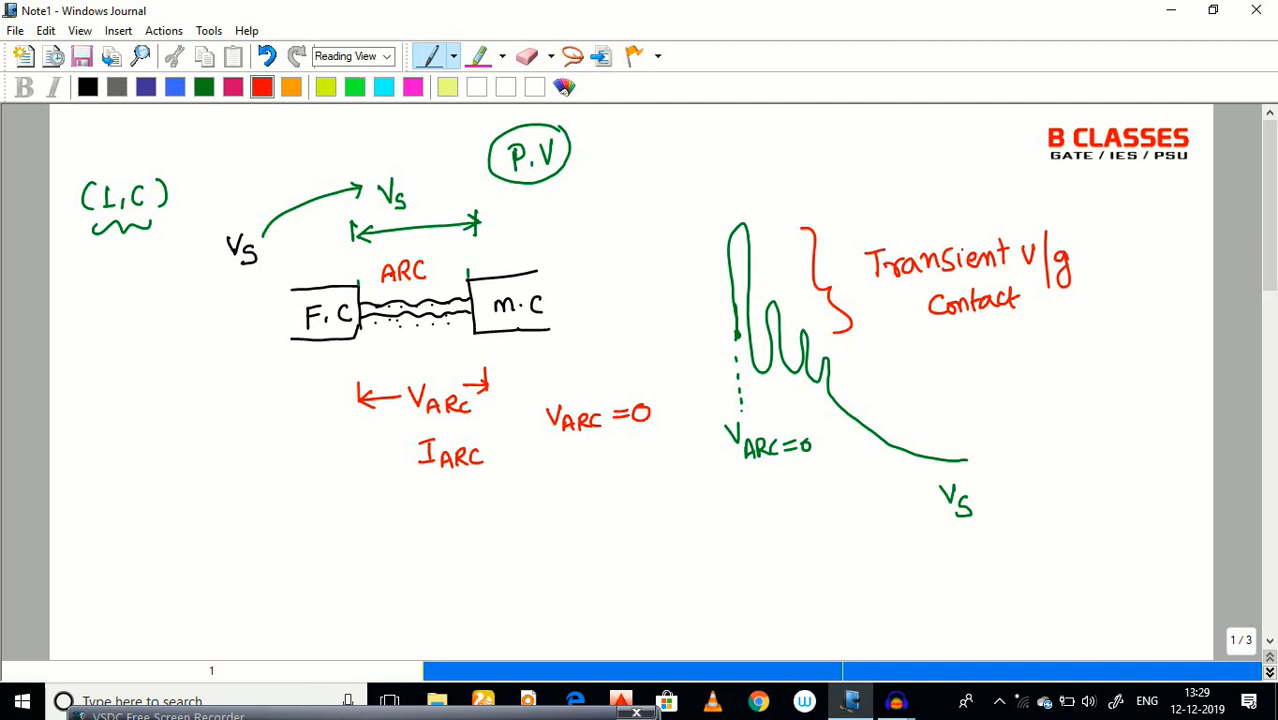 Note1 - Windows Journal
File Edit View Insert Actions Tools Help
Reading View
B I
B CLASSES
GATE / IES / PSU
P.V
(L,C)
VS
VS
ARC
F.C
M.C
VARC
IARC
VARC = 0
Transient V/g
Contact
VARC=0
VS
1 / 3
1
Type here to search
ENG
13:29
12-12-2019
VSDC Free Screen Recorder